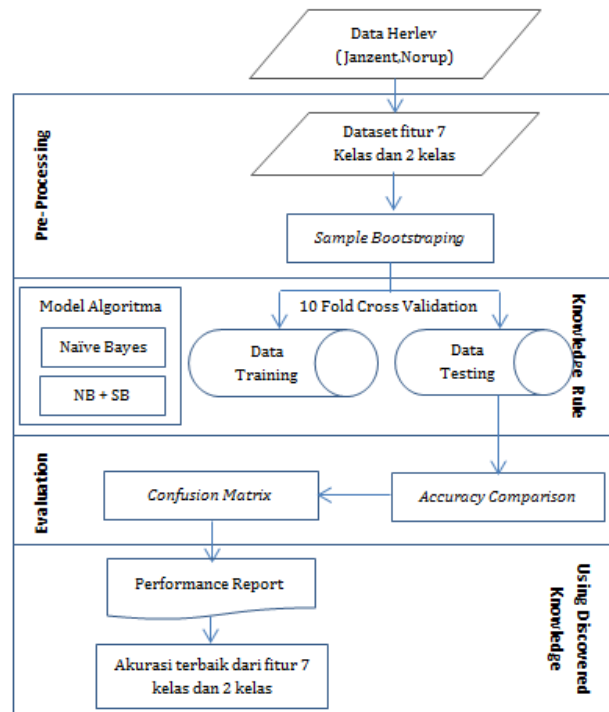 Data Herlev
( Janzent,Norup)
Pre-Processing
Dataset fitur 7
Kelas dan 2 kelas
Sample Bootstraping
Model Algoritma
Naïve Bayes
NB + SB
10 Fold Cross Validation
Data
Training
Data
Testing
Knowledge Rule
Evaluation
Confusion Matrix
Accuracy Comparison
Performance Report
Akurasi terbaik dari fitur 7
kelas dan 2 kelas
Using Discovered
Knowledge